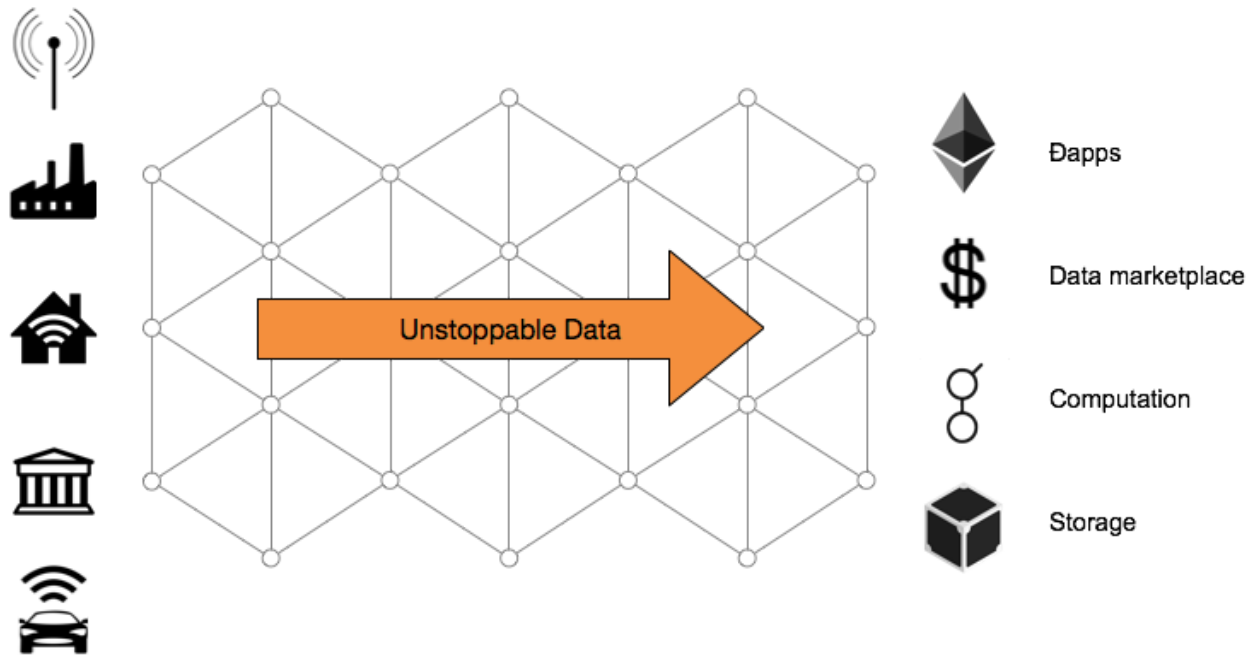 Ðapps
Unstoppable Data
Data marketplace
Computation
Storage